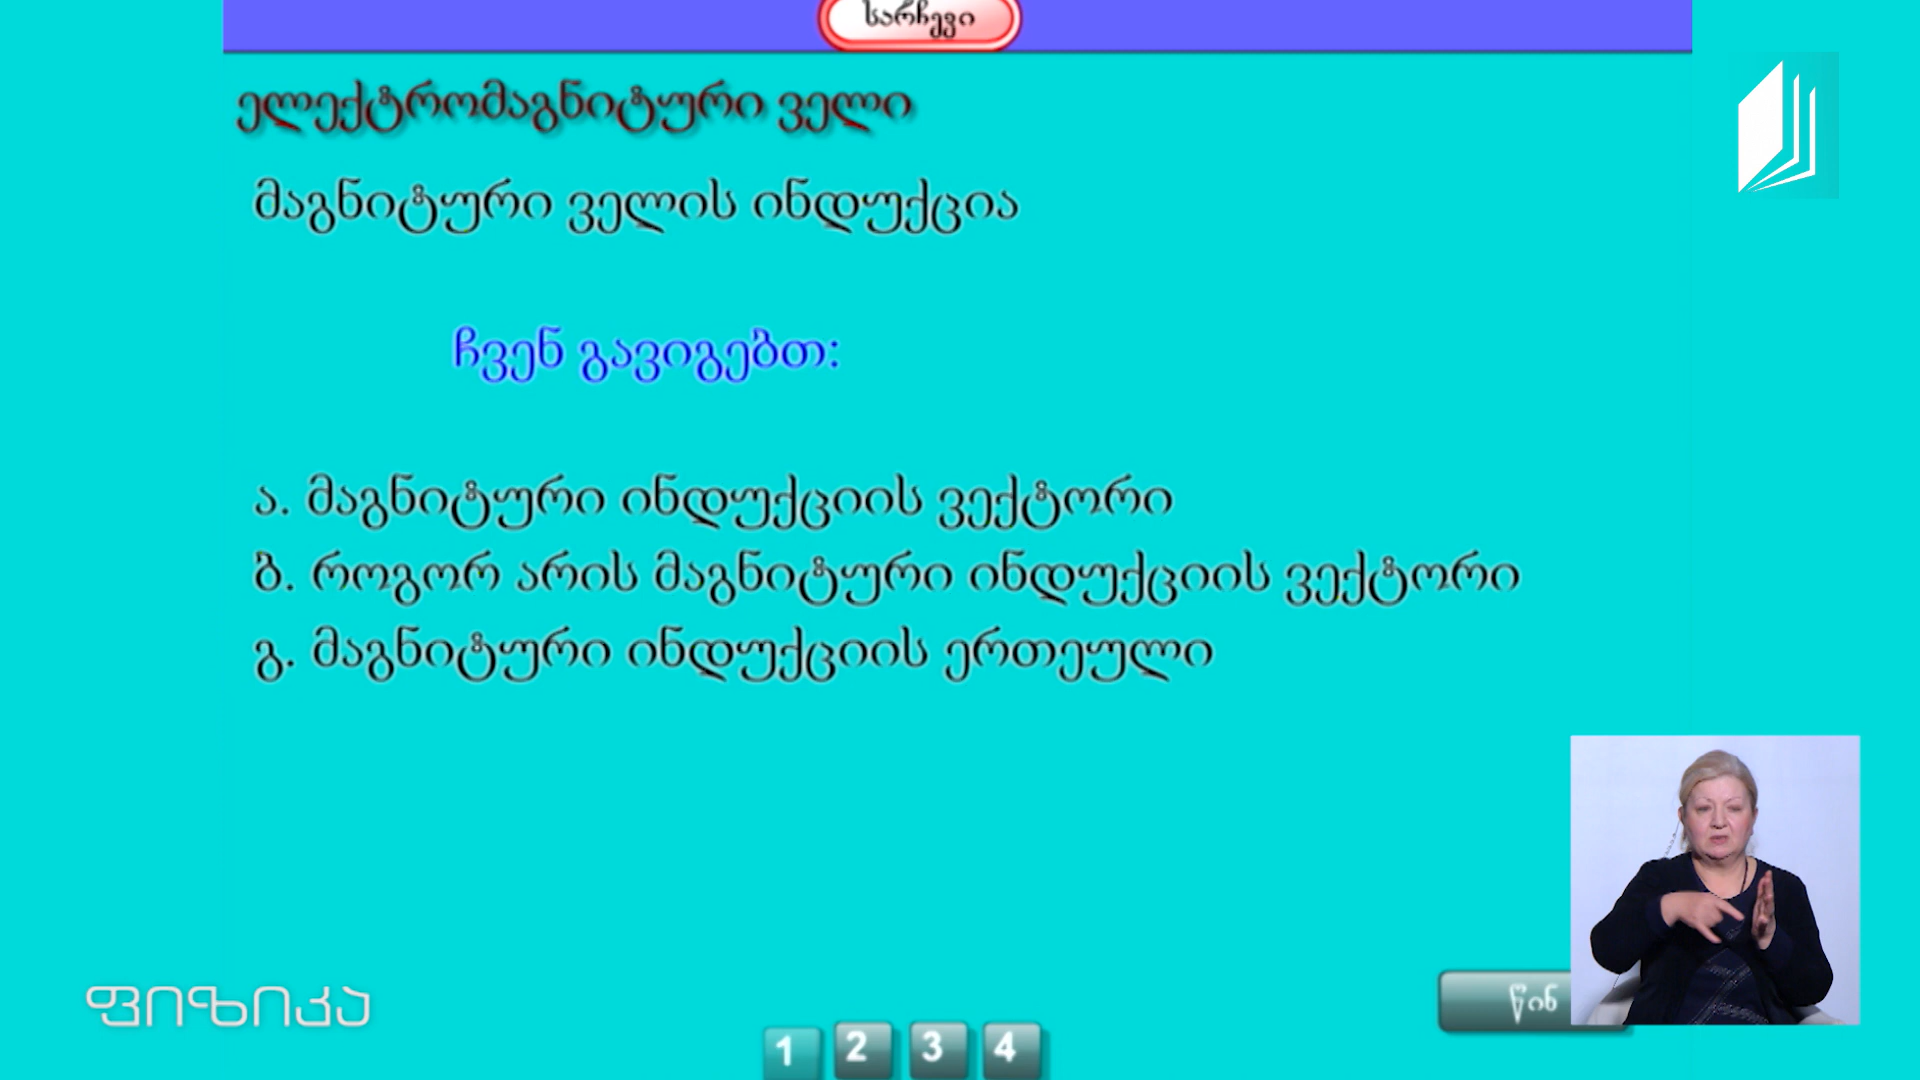 სარჩევი
ელექტრომაგნიტური ველი
მაგნიტური ველის ინდუქცია
ჩვენ გავიგებთ:
ა. მაგნიტური ინდუქციის ვექტორი
ბ. როგორ არის მაგნიტური ინდუქციის ვექტორი
გ. მაგნიტური ინდუქციის ერთეული
ფიზიკა
წინ
1 2 3 4